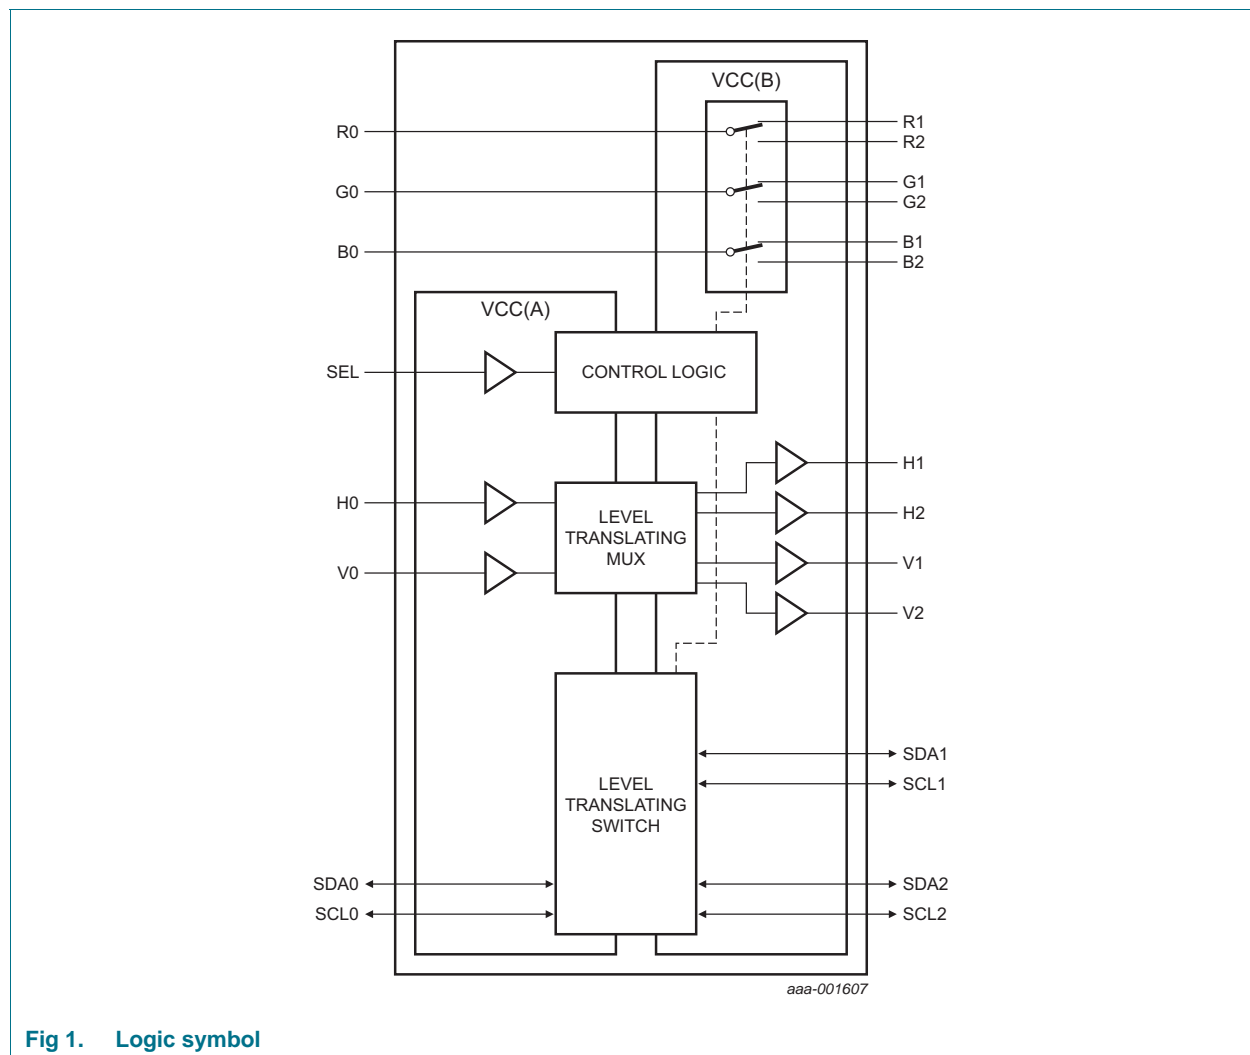 VCC(B)
R0
R1
R2
G0
G1
G2
B0
B1
B2
VCC(A)
SEL
CONTROL LOGIC
H0
V0
LEVEL
TRANSLATING
MUX
H1
H2
V1
V2
LEVEL
TRANSLATING
SWITCH
SDA1
SCL1
SDA0
SCL0
SDA2
SCL2
aaa-001607
Fig 1. Logic symbol